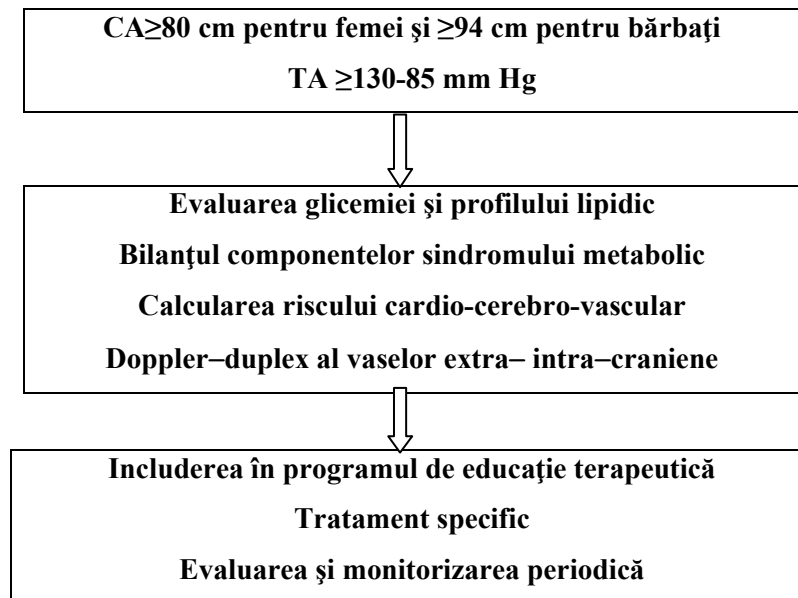 CA≥80 cm pentru femei şi ≥94 cm pentru bărbaţi
TA ≥130-85 mm Hg
Evaluarea glicemiei şi profilului lipidic
Bilanţul componentelor sindromului metabolic
Calcularea riscului cardio-cerebro-vascular
Doppler–duplex al vaselor extra– intra–craniene
Includerea în programul de educaţie terapeutică
Tratament specific
Evaluarea şi monitorizarea periodică